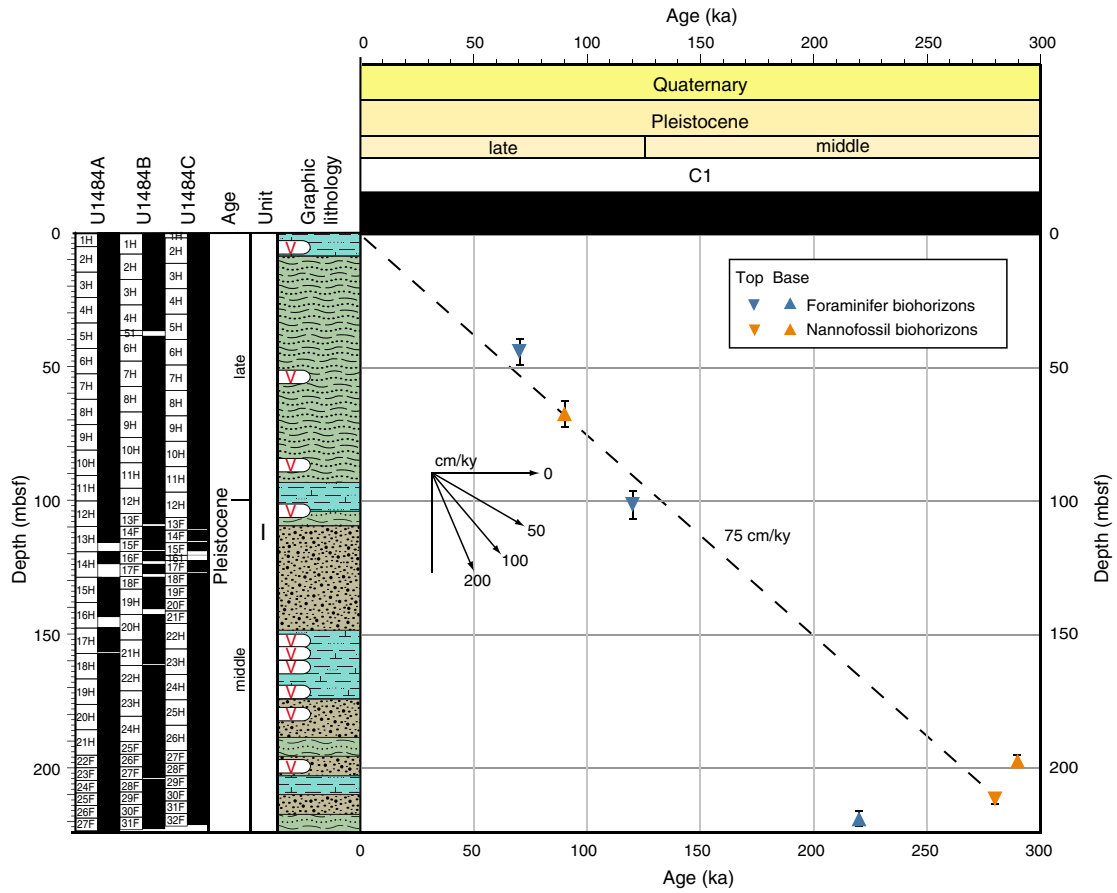 Age (ka)
0 50 100 150 200 250 300
Quaternary
Pleistocene
late middle
C1
U1484A U1484B U1484C Age Unit Graphic lithology
Depth (mbsf)
0
50
100
150
200
1H
2H
3H
4H
5H
6H
7H
8H
9H
10H
11H
12H
13H
14H
15H
16H
17H
18H
19H
20H
21H
22F
23F
24F
25F
26F
27F
1H
2H
3H
4H
51
6H
7H
8H
9H
10H
11H
12H
13F
14F
15F
16F
17F
18F
19H
20H
21H
22H
23H
24H
25F
26F
27F
28F
29F
30F
31F
1H
2H
3H
4H
5H
6H
7H
8H
9H
10H
11H
12H
13F
14F
15F
161
17F
18F
19F
20F
21F
22H
23H
24H
25H
26H
27F
28F
29F
30F
31F
32F
Pleistocene
late
middle
I
V
V
V
V
V
V
V
V
V
V
Top Base
Foraminifer biohorizons
Nannofossil biohorizons
cm/ky
0
50
100
200
75 cm/ky
0
50
100
150
200
Depth (mbsf)
0 50 100 150 200 250 300
Age (ka)